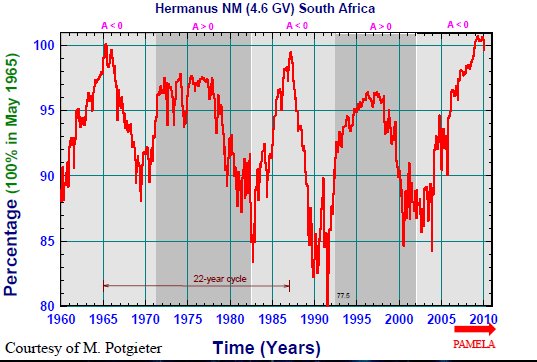 Hermanus NM (4.6 GV) South Africa
A < 0 A > 0 A < 0 A > 0 A < 0
Percentage (100% in May 1965)
100
95
90
85
80
22-year cycle
77.5
1960 1965 1970 1975 1980 1985 1990 1995 2000 2005 2010
Time (Years)
Courtesy of M. Potgieter
PAMELA